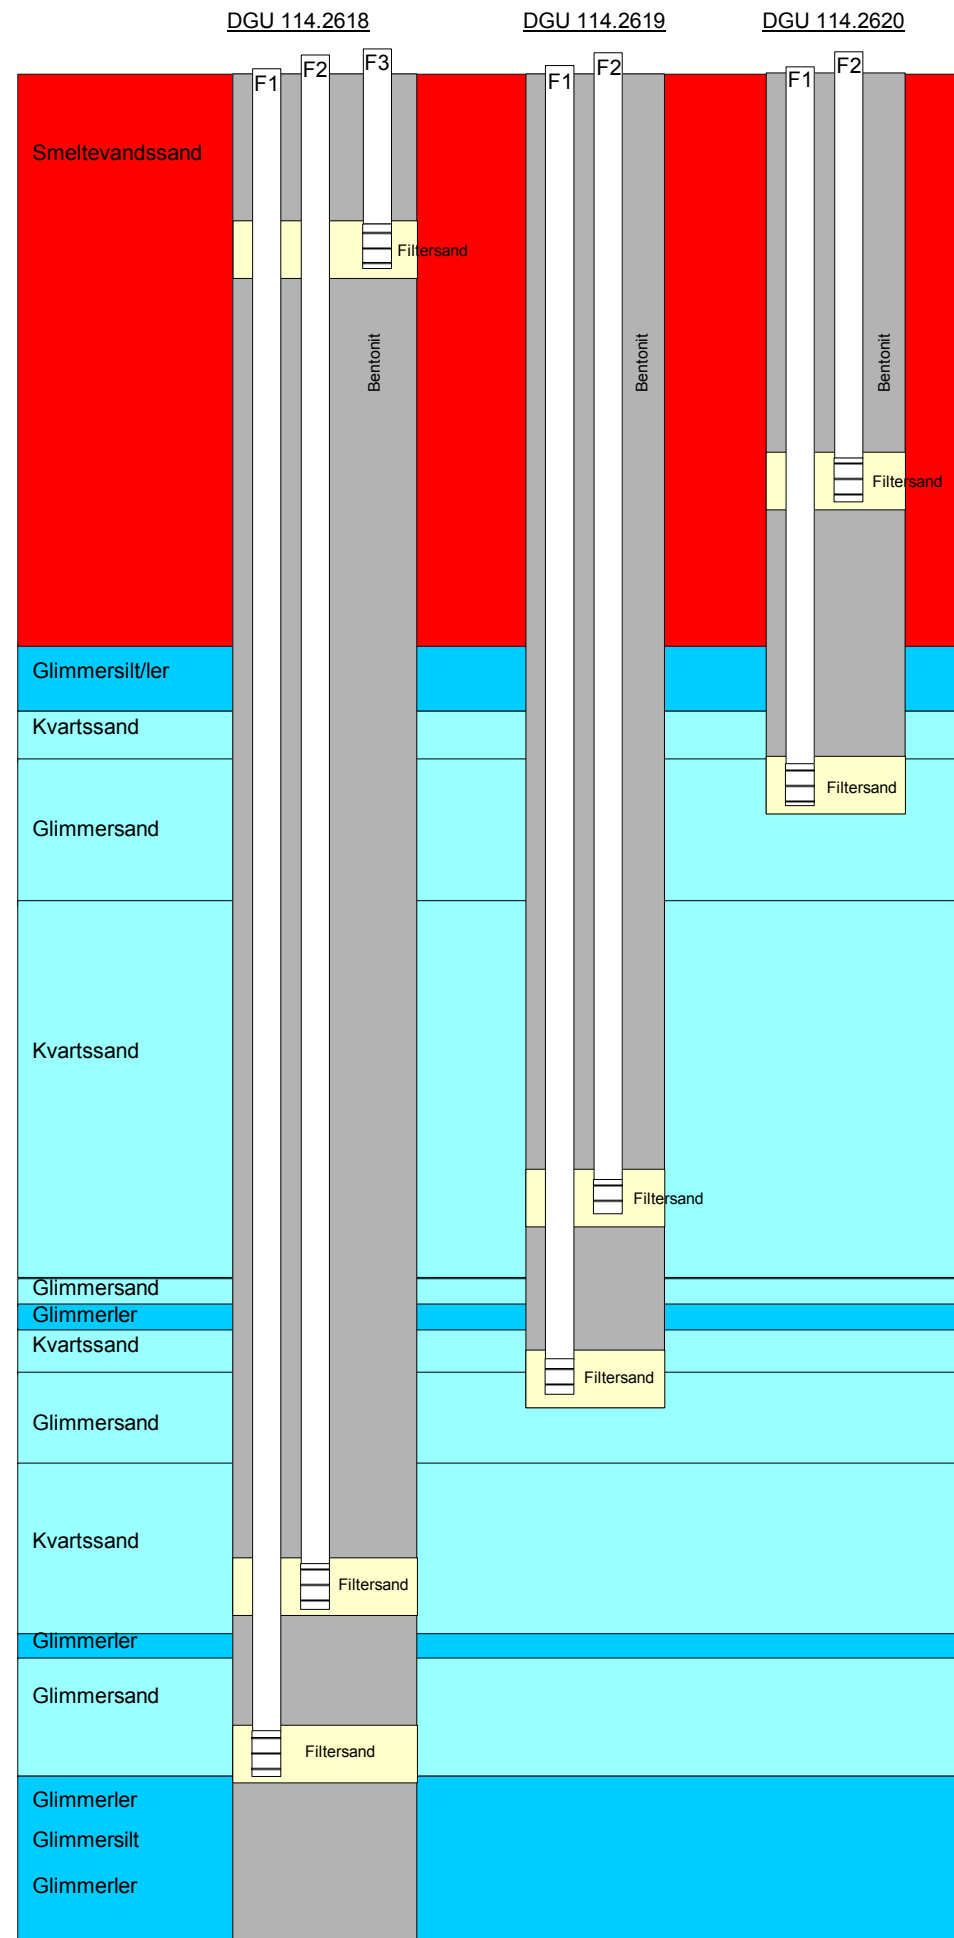 DGU 114.2618 DGU 114.2619 DGU 114.2620
F1 F2 F3 F1 F2 F1 F2
Smeltevandssand
Filtersand
Bentonit Bentonit Bentonit
Filtersand
Glimmersilt/ler
Kvartssand
Filtersand
Glimmersand
Kvartssand
Filtersand
Glimmersand
Glimmerler
Kvartssand
Filtersand
Glimmersand
Kvartssand
Filtersand
Glimmerler
Glimmersand
Filtersand
Glimmerler
Glimmersilt
Glimmerler